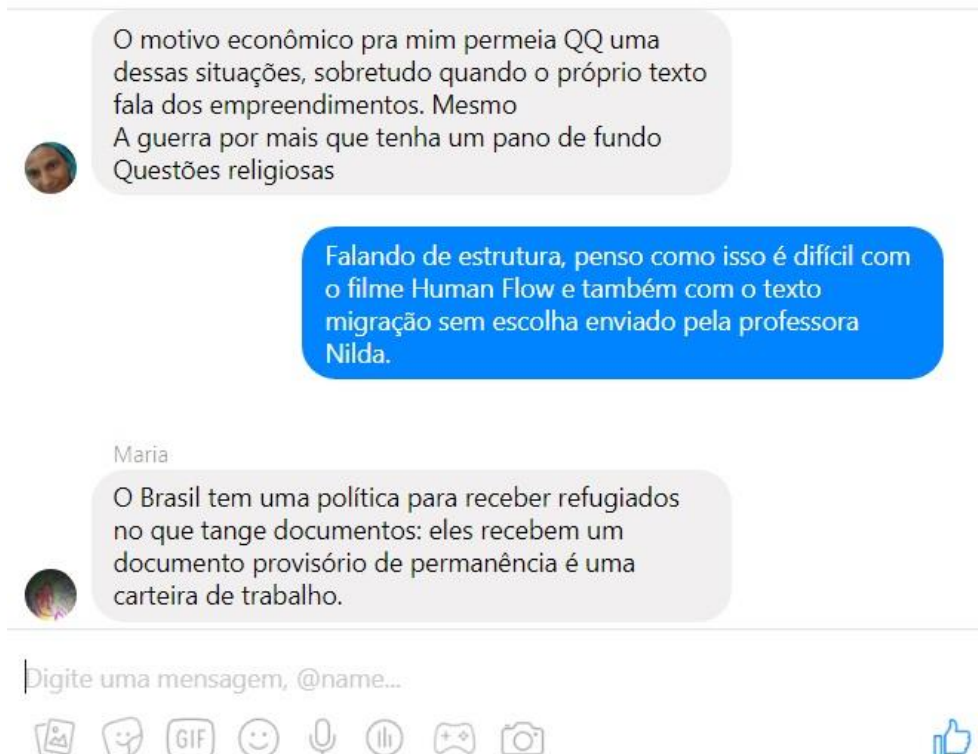 O motivo econômico pra mim permeia QQ uma
dessas situações, sobretudo quando o próprio texto
fala dos empreendimentos. Mesmo
A guerra por mais que tenha um pano de fundo
Questões religiosas
Falando de estrutura, penso como isso é difícil com
o filme Human Flow e também com o texto
migração sem escolha enviado pela professora
Nilda.
Maria
O Brasil tem uma política para receber refugiados
no que tange documentos: eles recebem um
documento provisório de permanência é uma
carteira de trabalho.
Digite uma mensagem, @name...
GIF